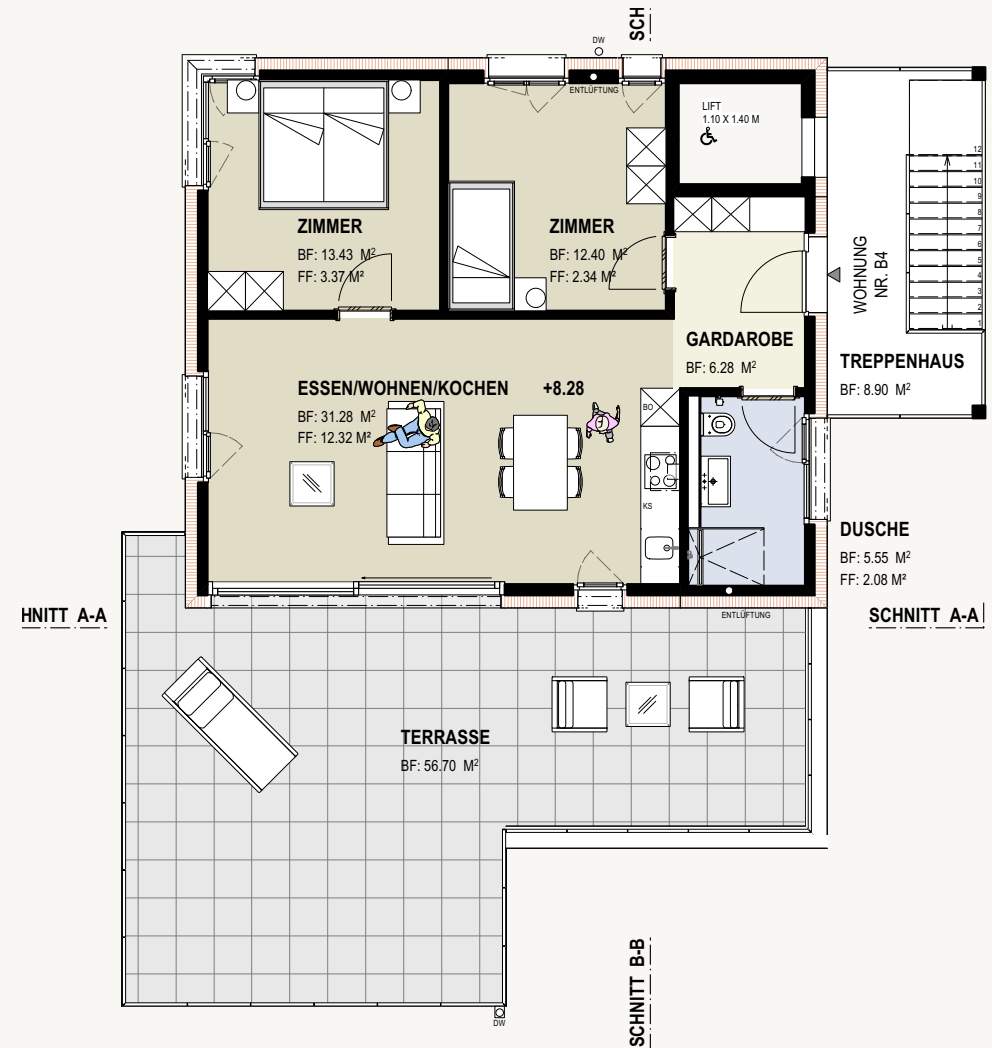 SCH
DW
ENTLÜFTUNG
LIFT
1.10 X 1.40 M
12
11
10
9
8
7
6
5
4
3
2
1
ZIMMER
BF: 13.43 M²
FF: 3.37 M²
ZIMMER
BF: 12.40 M²
FF: 2.34 M²
WOHNUNG
NR. B4
GARDAROBE
BF: 6.28 M²
TREPPENHAUS
BF: 8.90 M²
ESSEN/WOHNEN/KOCHEN +8.28
BF: 31.28 M²
FF: 12.32 M²
BO
KS
DUSCHE
BF: 5.55 M²
FF: 2.08 M²
HNITT A-A
ENTLÜFTUNG
SCHNITT A-A
TERRASSE
BF: 56.70 M²
SCHNITT B-B
DW